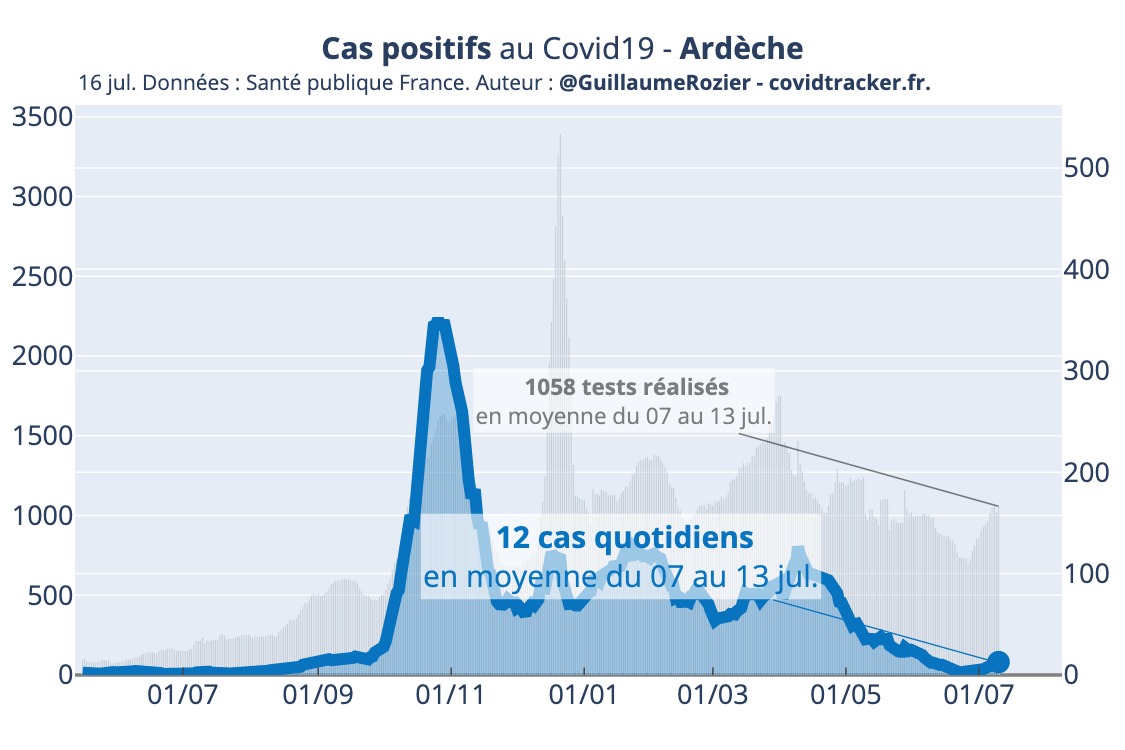 Cas positifs au Covid19 - Ardèche
16 jul. Données : Santé publique France. Auteur : @GuillaumeRozier - covidtracker.fr.
3500
3000
2500
2000
1500
1000
500
0
500
400
300
200
100
0
1058 tests réalisés
en moyenne du 07 au 13 jul.
12 cas quotidiens
en moyenne du 07 au 13 jul.
01/07 01/09 01/11 01/01 01/03 01/05 01/07